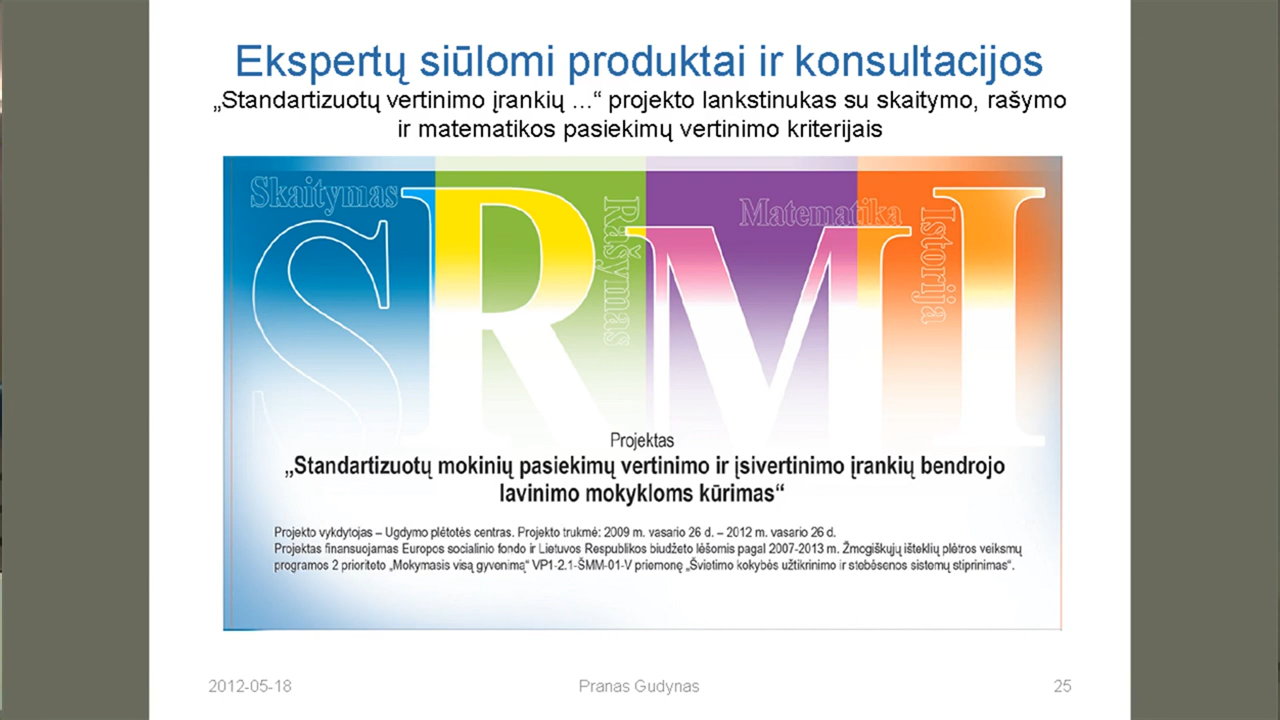 Ekspertų siūlomi produktai ir konsultacijos
„Standartizuotų vertinimo įrankių ...“ projekto lankstinukas su skaitymo, rašymo
ir matematikos pasiekimų vertinimo kriterijais
Skaitymas
Rašymas
Matematika
Istorija
SRMI
Projektas
„Standartizuotų mokinių pasiekimų vertinimo ir įsivertinimo įrankių bendrojo
lavinimo mokykloms kūrimas“
Projekto vykdytojas – Ugdymo plėtotės centras. Projekto trukmė: 2009 m. vasario 26 d. – 2012 m. vasario 26 d.
Projektas finansuojamas Europos socialinio fondo ir Lietuvos Respublikos biudžeto lėšomis pagal 2007-2013 m. Žmogiškųjų išteklių plėtros veiksmų
programos 2 prioriteto „Mokymasis visą gyvenimą“ VP1-2.1-ŠMM-01-V priemonę „Švietimo kokybės užtikrinimo ir stebėsenos sistemų stiprinimas“.
2012-05-18
Pranas Gudynas
25